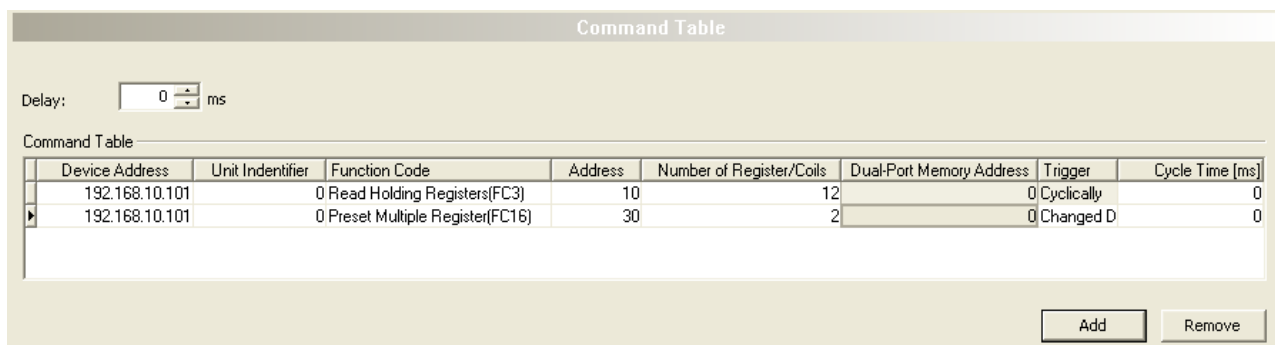 Command Table
Delay: 0 ms
Command Table
Device Address Unit Indentifier Function Code Address Number of Register/Coils Dual-Port Memory Address Trigger Cycle Time [ms]
192.168.10.101 0 Read Holding Registers(FC3) 10 12 0 Cyclically 0
192.168.10.101 0 Preset Multiple Register(FC16) 30 2 0 Changed D 0
Add Remove